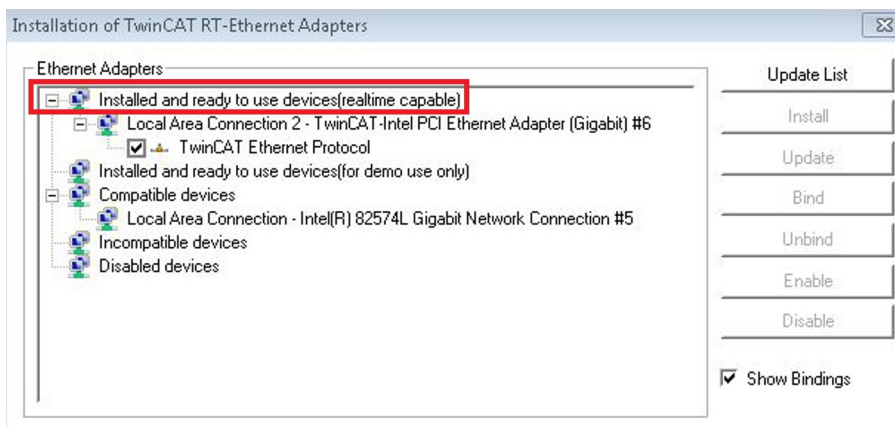 Installation of TwinCAT RT-Ethernet Adapters
Ethernet Adapters
Installed and ready to use devices(realtime capable)
Local Area Connection 2 - TwinCAT-Intel PCI Ethernet Adapter (Gigabit) #6
TwinCAT Ethernet Protocol
Installed and ready to use devices(for demo use only)
Compatible devices
Local Area Connection - Intel(R) 82574L Gigabit Network Connection #5
Incompatible devices
Disabled devices
Update List
Install
Update
Bind
Unbind
Enable
Disable
Show Bindings